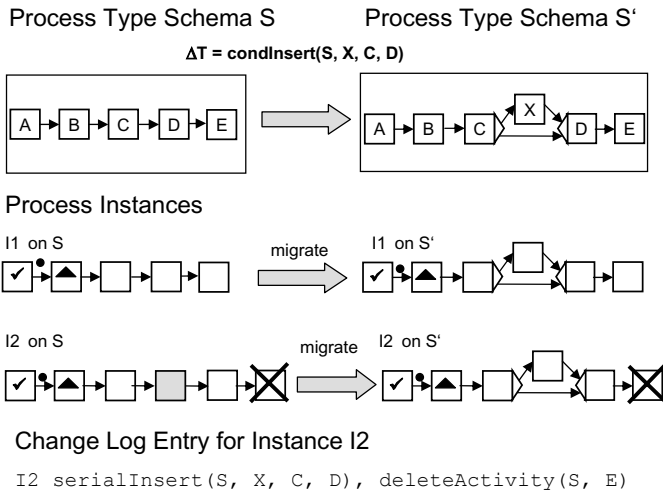 Process Type Schema S
Process Type Schema S‘
ΔT = condInsert(S, X, C, D)
A B C D E
X
A B C D E
Process Instances
I1 on S
migrate
I1 on S‘
I2 on S
migrate
I2 on S‘
Change Log Entry for Instance I2
I2 serialInsert(S, X, C, D), deleteActivity(S, E)